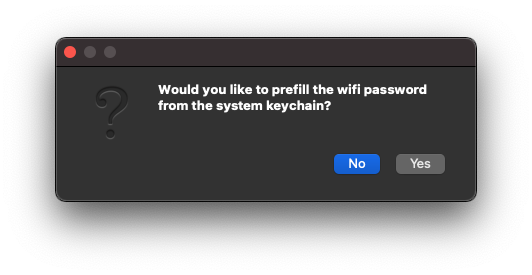 Would you like to prefill the wifi password
from the system keychain?
No
Yes